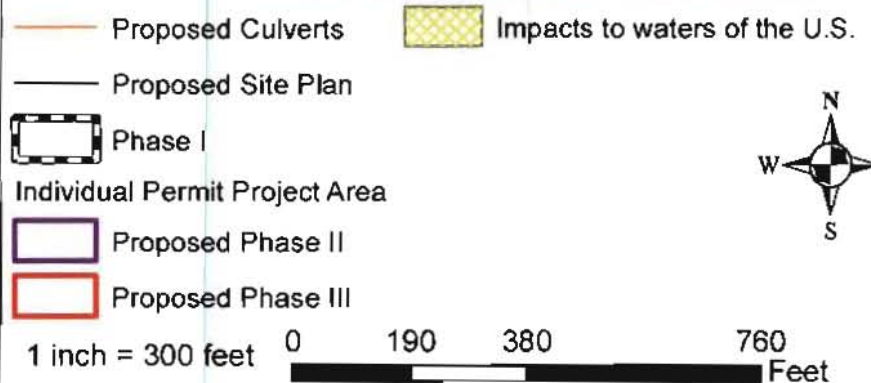 Proposed Culverts
Impacts to waters of the U.S.
Proposed Site Plan
Phase I
Individual Permit Project Area
Proposed Phase II
Proposed Phase III
N
W
S
1 inch = 300 feet
0 190 380 760
Feet